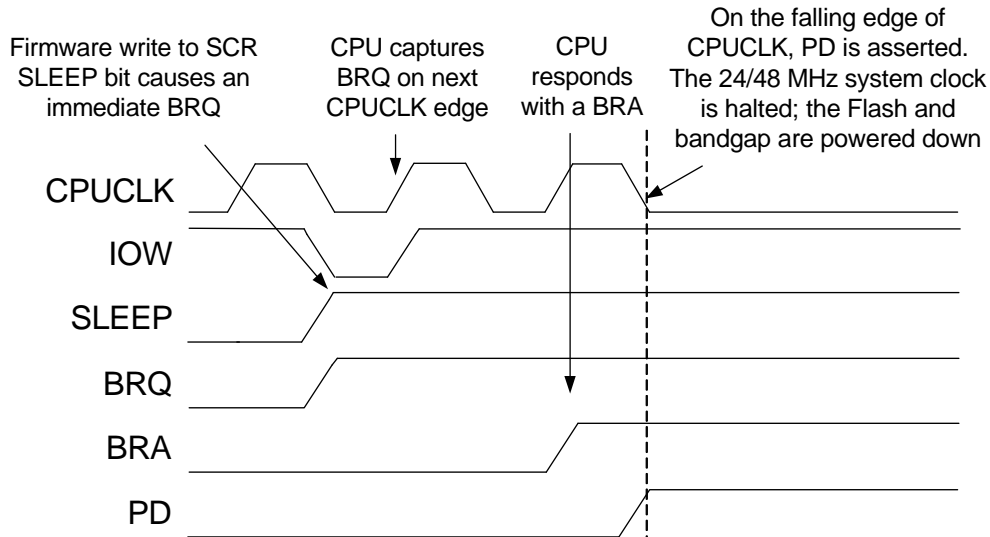 Firmware write to SCR
SLEEP bit causes an
immediate BRQ
CPU captures
BRQ on next
CPUCLK edge
CPU
responds
with a BRA
On the falling edge of
CPUCLK, PD is asserted.
The 24/48 MHz system clock
is halted; the Flash and
bandgap are powered down
CPUCLK
IOW
SLEEP
BRQ
BRA
PD